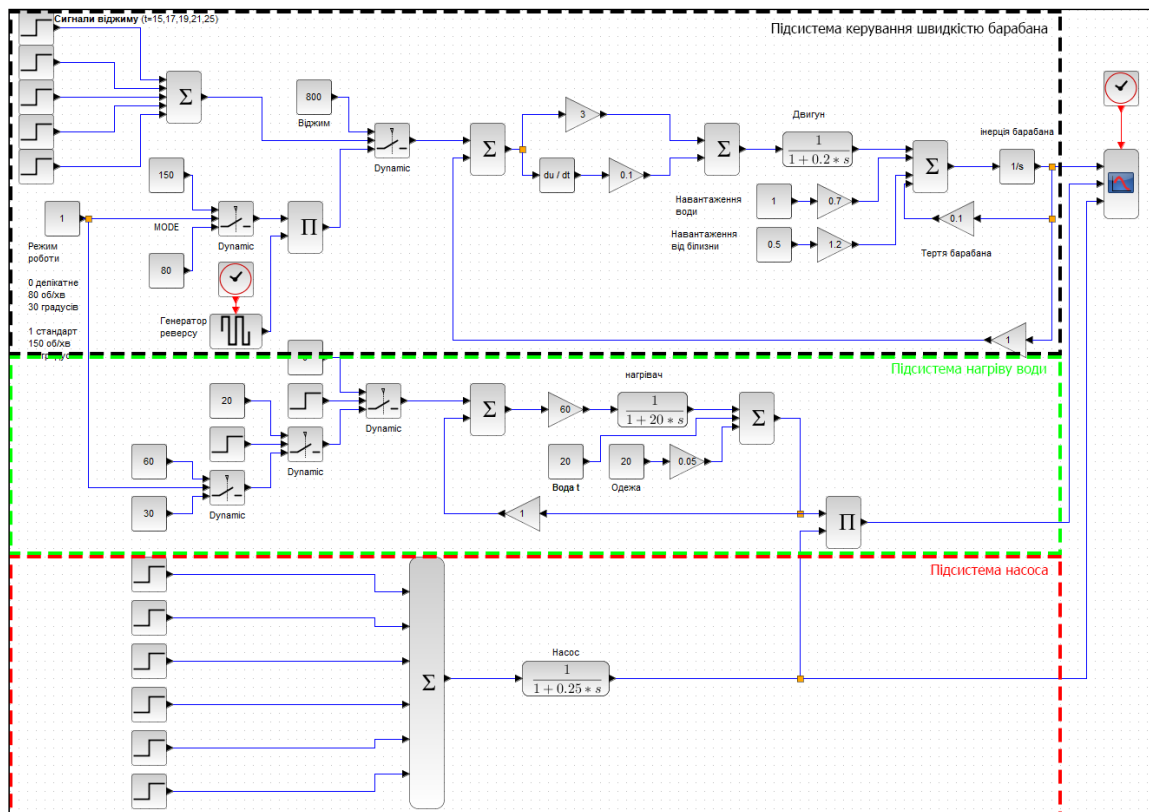 Сигнали віджиму (t=15,17,19,21,25)
Підсистема керування швидкістю барабана
Σ
800
Віджим
Dynamic
Σ
3
du / dt
0.1
Σ
Двигун
1
1 + 0.2 * s
інерція барабана
Σ
1/s
Навантаження
води
1
0.7
Навантаження
від білизни
0.5
1.2
0.1
Тертя барабана
150
MODE
1
Режим
роботи
Dynamic
Π
80
0 делікатне
80 об/хв
30 градусів
1 стандарт
150 об/хв
Генератор
реверсу
1
Підсистема нагріву води
20
Dynamic
Dynamic
60
30
Dynamic
Σ
60
нагрівач
1
1 + 20 * s
Σ
20
Вода t
20
Одежа
0.05
1
Π
Підсистема насоса
Σ
Насос
1
1 + 0.25 * s